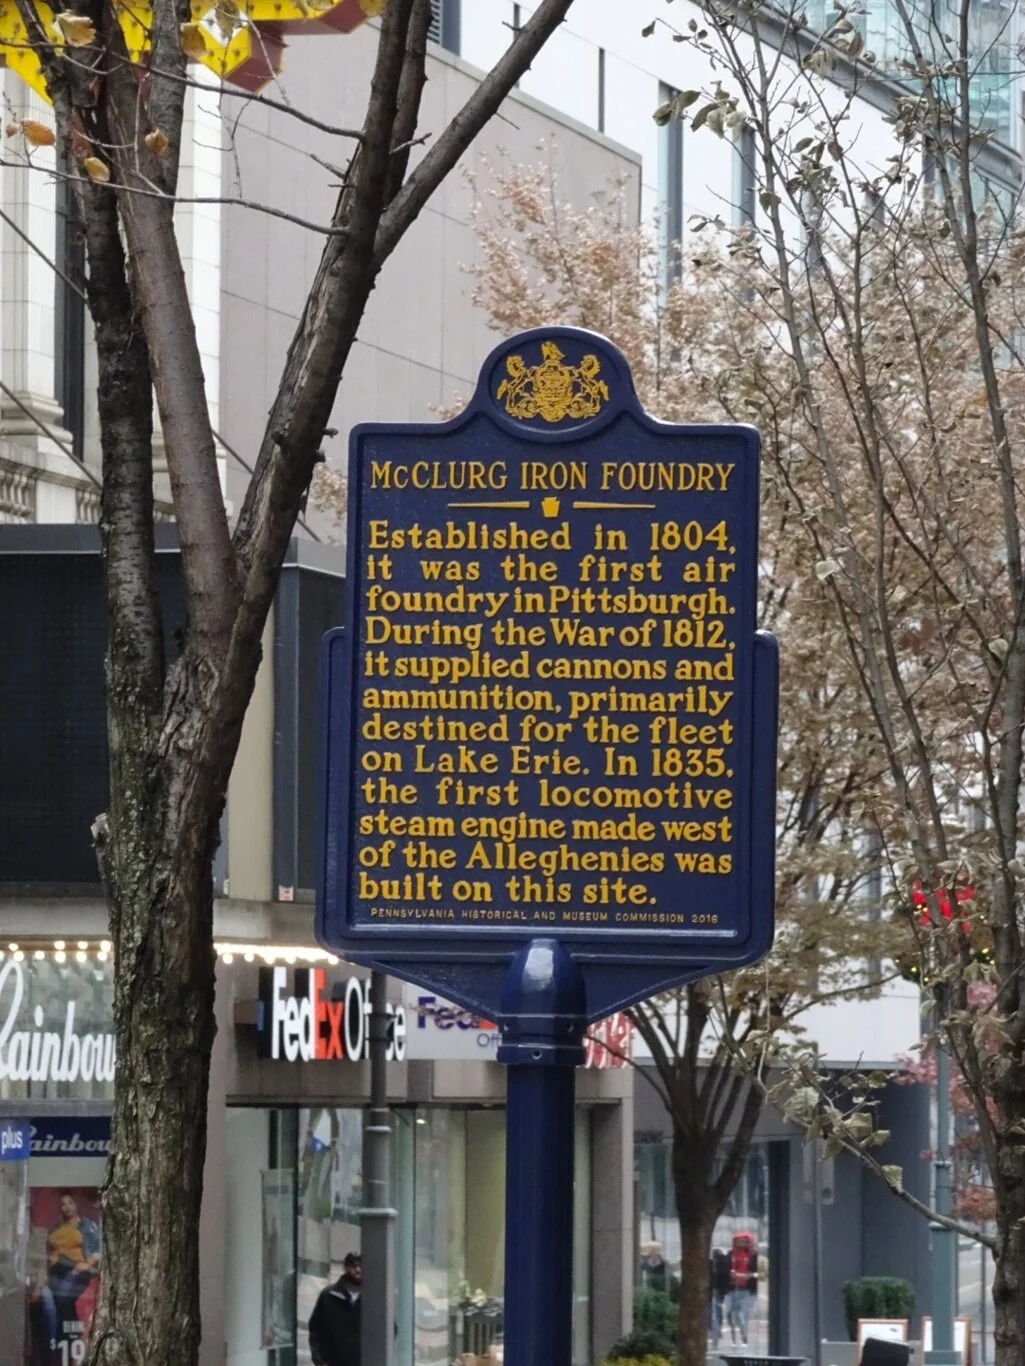 McCLURG IRON FOUNDRY
Established in 1804,
it was the first air
foundry in Pittsburgh.
During the War of 1812,
it supplied cannons and
ammunition, primarily
destined for the fleet
on Lake Erie. In 1835,
the first locomotive
steam engine made west
of the Alleghenies was
built on this site.
PENNSYLVANIA HISTORICAL AND MUSEUM COMMISSION 2016
Rainbow
FedEx Office
plus
Rainbow